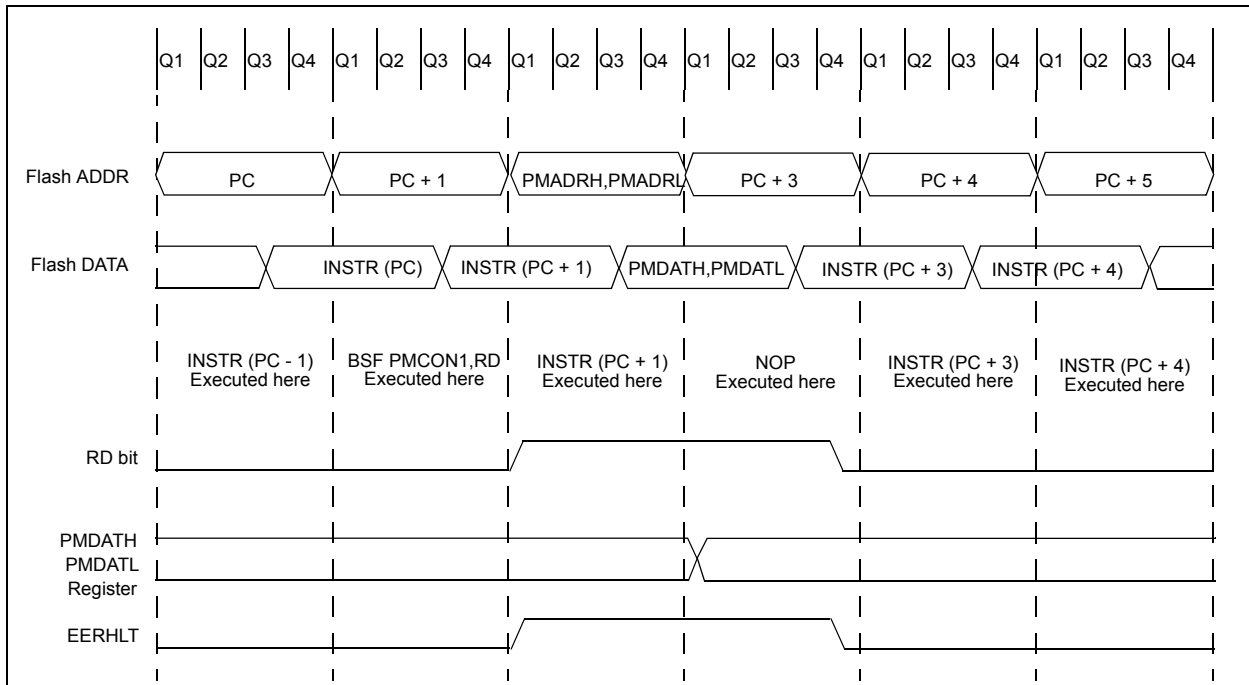 Q1 Q2 Q3 Q4 Q1 Q2 Q3 Q4 Q1 Q2 Q3 Q4 Q1 Q2 Q3 Q4 Q1 Q2 Q3 Q4 Q1 Q2 Q3 Q4
Flash ADDR PC PC + 1 PMADRH,PMADRL PC + 3 PC + 4 PC + 5
Flash DATA INSTR (PC) INSTR (PC + 1) PMDATH,PMDATL INSTR (PC + 3) INSTR (PC + 4)
INSTR (PC - 1) BSF PMCON1,RD INSTR (PC + 1) NOP INSTR (PC + 3) INSTR (PC + 4)
Executed here Executed here Executed here Executed here Executed here Executed here
RD bit
PMDATH
PMDATL
Register
EERHLT